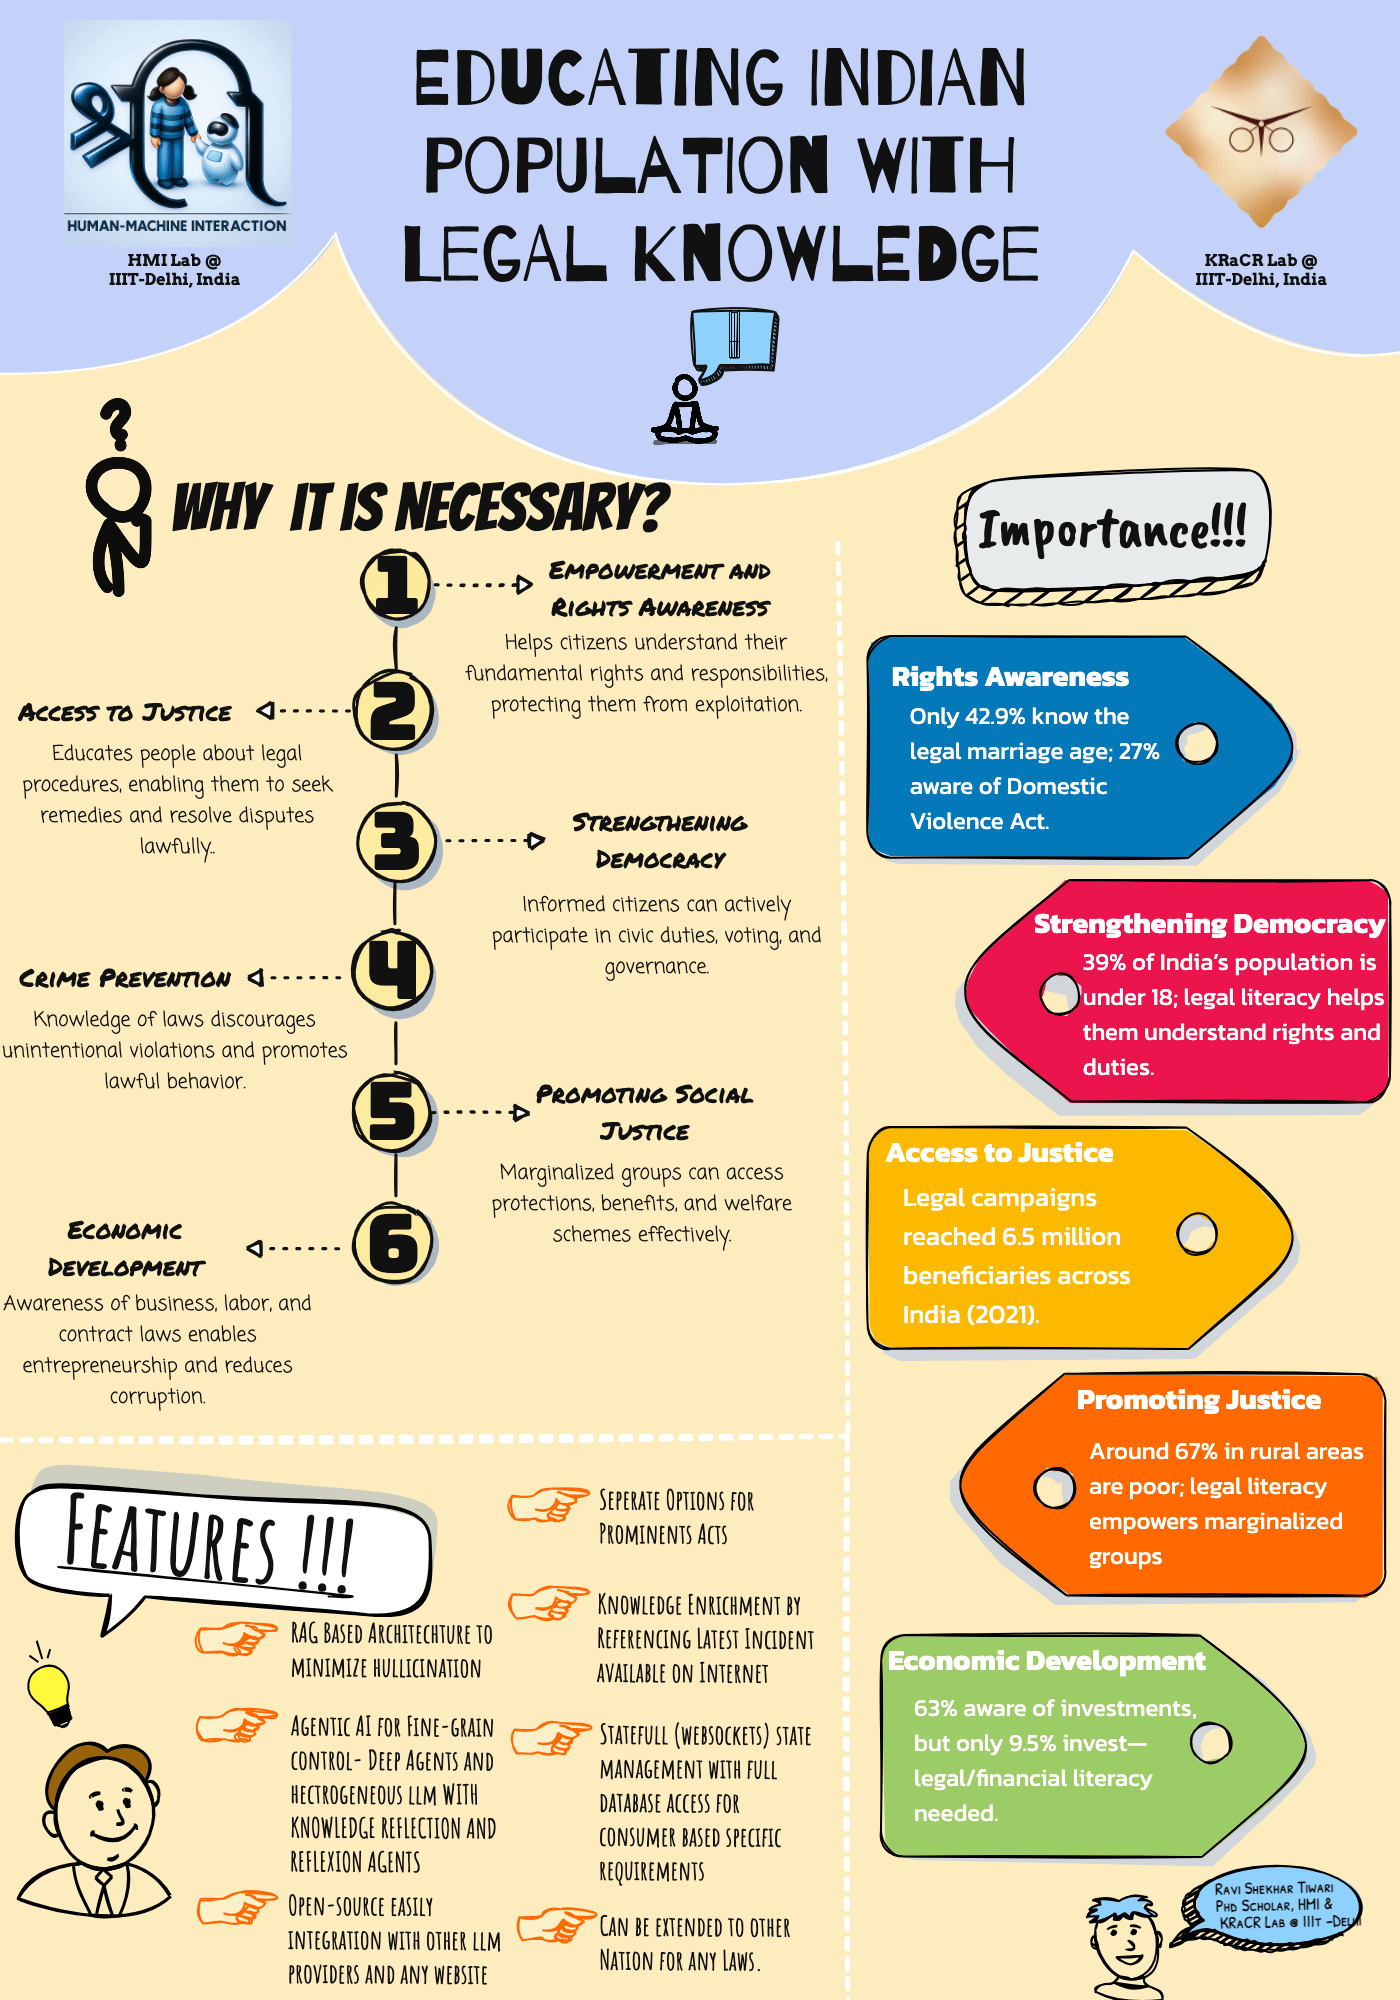 श्री
HUMAN-MACHINE INTERACTION
HMI Lab @
IIIT-Delhi, India
EDUCATING INDIAN
POPULATION WITH
LEGAL KNOWLEDGE
KRaCR Lab @
IIIT-Delhi, India
?
WHY IT IS NECESSARY?
1
EMPOWERMENT AND
RIGHTS AWARENESS
Helps citizens understand their
fundamental rights and responsibilities,
protecting them from exploitation.
2
ACCESS TO JUSTICE
Educates people about legal
procedures, enabling them to seek
remedies and resolve disputes
lawfully..
3
STRENGTHENING
DEMOCRACY
Informed citizens can actively
participate in civic duties, voting, and
governance.
4
CRIME PREVENTION
Knowledge of laws discourages
unintentional violations and promotes
lawful behavior.
5
PROMOTING SOCIAL
JUSTICE
Marginalized groups can access
protections, benefits, and welfare
schemes effectively.
6
ECONOMIC
DEVELOPMENT
Awareness of business, labor, and
contract laws enables
entrepreneurship and reduces
corruption.
Importance!!!
Rights Awareness
Only 42.9% know the
legal marriage age; 27%
aware of Domestic
Violence Act.
Strengthening Democracy
39% of India's population is
under 18; legal literacy helps
them understand rights and
duties.
Access to Justice
Legal campaigns
reached 6.5 million
beneficiaries across
India (2021).
Promoting Justice
Around 67% in rural areas
are poor; legal literacy
empowers marginalized
groups
Economic Development
63% aware of investments,
but only 9.5% invest—
legal/financial literacy
needed.
FEATURES !!!
RAG BASED ARCHITECHTURE TO
MINIMIZE HULLICINATION
AGENTIC AI FOR FINE-GRAIN
CONTROL- DEEP AGENTS AND
HECTROGENEOUS LLM WITH
KNOWLEDGE REFLECTION AND
REFLEXION AGENTS
OPEN-SOURCE EASILY
INTEGRATION WITH OTHER LLM
PROVIDERS AND ANY WEBSITE
SEPERATE OPTIONS FOR
PROMINENTS ACTS
KNOWLEDGE ENRICHMENT BY
REFERENCING LATEST INCIDENT
AVAILABLE ON INTERNET
STATEFULL (WEBSOCKETS) STATE
MANAGEMENT WITH FULL
DATABASE ACCESS FOR
CONSUMER BASED SPECIFIC
REQUIREMENTS
CAN BE EXTENDED TO OTHER
NATION FOR ANY LAWS.
RAVI SHEKHAR TIWARI
PHD SCHOLAR, HMI &
KRACR LAB @ IIIT -DELHI